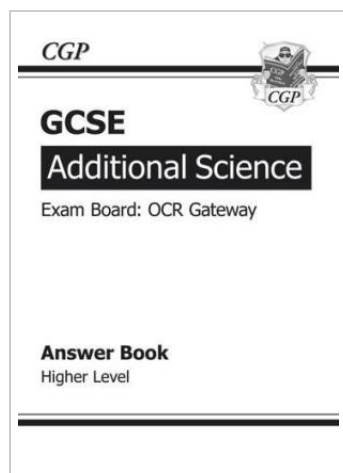 CGP
CGP
GCSE
Additional Science
Exam Board: OCR Gateway
Answer Book
Higher Level